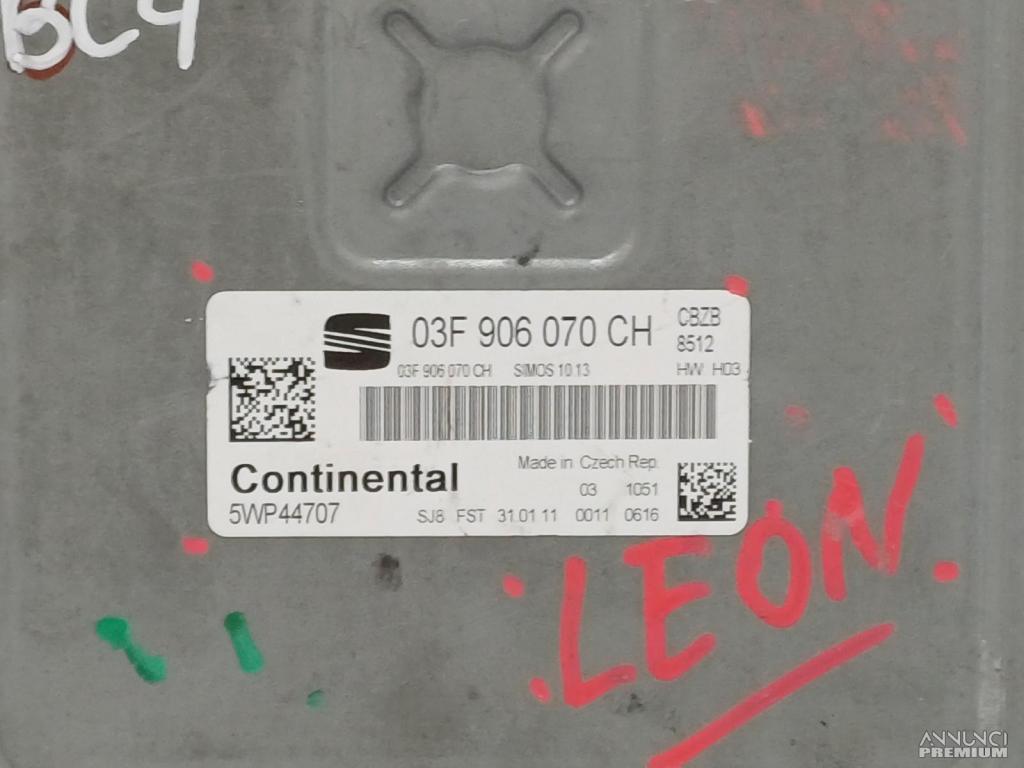 BC4
03F 906 070 CH
CBZB
8512
03F 906 070 CH SIMOS 10.13 HW H03
Made in Czech Rep.
Continental
03 1051
5WP44707
SJ8 FST 31.01.11 0011 0616
LEON
ANNUNCI
PREMIUM